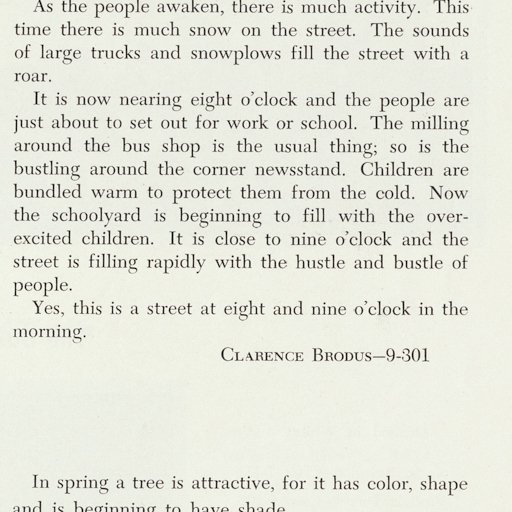 As the people awaken, there is much activity. This
time there is much snow on the street. The sounds
of large trucks and snowplows fill the street with a
roar.
It is now nearing eight o'clock and the people are
just about to set out for work or school. The milling
around the bus shop is the usual thing; so is the
bustling around the corner newsstand. Children are
bundled warm to protect them from the cold. Now
the schoolyard is beginning to fill with the over-
excited children. It is close to nine o'clock and the
street is filling rapidly with the hustle and bustle of
people.
Yes, this is a street at eight and nine o'clock in the
morning.
Clarence Brodus—9-301
In spring a tree is attractive, for it has color, shape
and is beginning to have shade